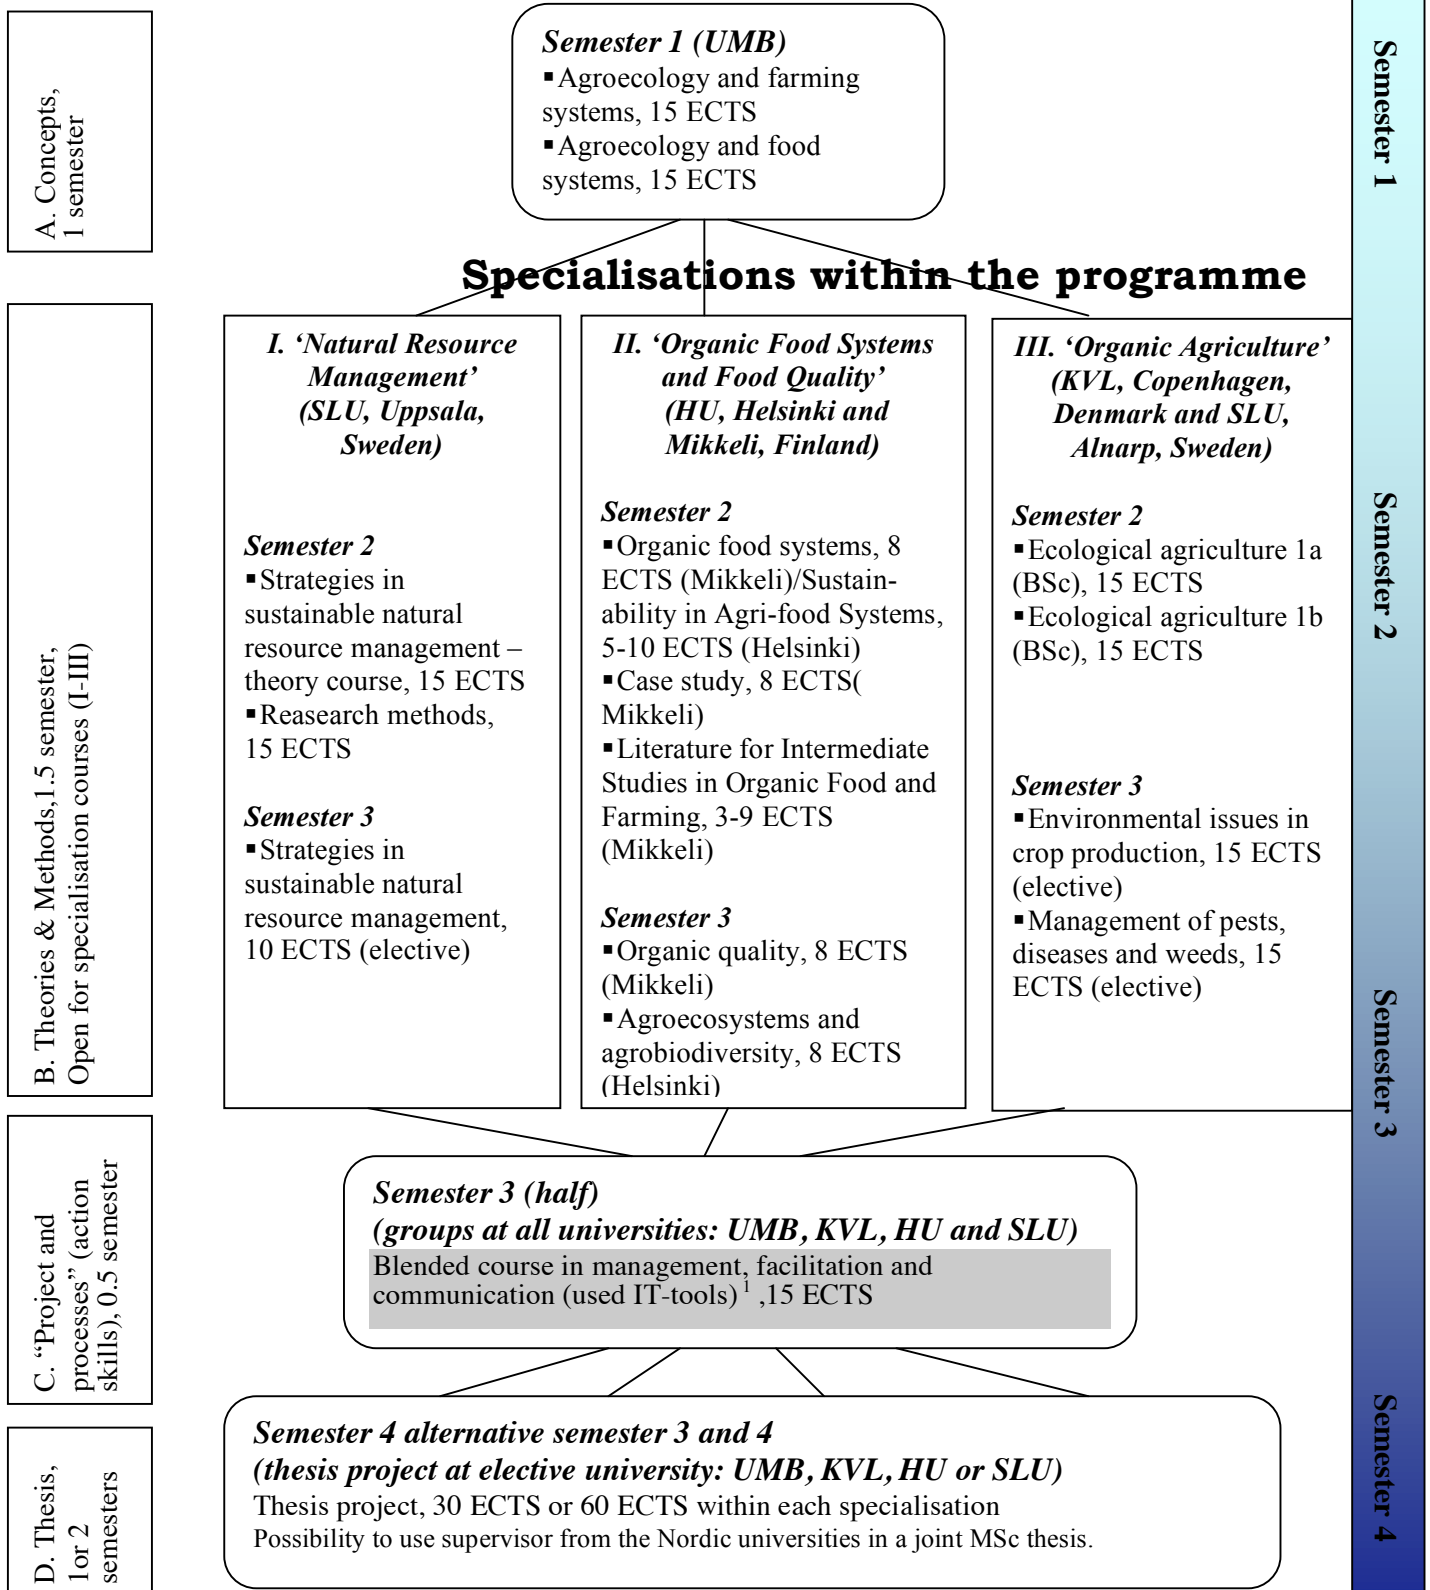 A. Concepts,
1 semester
Semester 1 (UMB)
▪Agroecology and farming
systems, 15 ECTS
▪Agroecology and food
systems, 15 ECTS
Semester 1
Specialisations within the programme
B. Theories & Methods,1.5 semester,
Open for specialisation courses (I-III)
I. ‘Natural Resource
Management’
(SLU, Uppsala,
Sweden)
Semester 2
▪Strategies in
sustainable natural
resource management –
theory course, 15 ECTS
▪Reasearch methods,
15 ECTS
Semester 3
▪Strategies in
sustainable natural
resource management,
10 ECTS (elective)
II. ‘Organic Food Systems
and Food Quality’
(HU, Helsinki and
Mikkeli, Finland)
Semester 2
▪Organic food systems, 8
ECTS (Mikkeli)/Sustain-
ability in Agri-food Systems,
5-10 ECTS (Helsinki)
▪Case study, 8 ECTS(
Mikkeli)
▪Literature for Intermediate
Studies in Organic Food and
Farming, 3-9 ECTS
(Mikkeli)
Semester 3
▪Organic quality, 8 ECTS
(Mikkeli)
▪Agroecosystems and
agrobiodiversity, 8 ECTS
(Helsinki)
III. ‘Organic Agriculture’
(KVL, Copenhagen,
Denmark and SLU,
Alnarp, Sweden)
Semester 2
▪Ecological agriculture 1a
(BSc), 15 ECTS
▪Ecological agriculture 1b
(BSc), 15 ECTS
Semester 3
▪Environmental issues in
crop production, 15 ECTS
(elective)
▪Management of pests,
diseases and weeds, 15
ECTS (elective)
Semester 2
Semester 3
C. “Project and
processes” (action
skills), 0.5 semester
Semester 3 (half)
(groups at all universities: UMB, KVL, HU and SLU)
Blended course in management, facilitation and
communication (used IT-tools) 1 ,15 ECTS
D. Thesis,
1or 2
semesters
Semester 4 alternative semester 3 and 4
(thesis project at elective university: UMB, KVL, HU or SLU)
Thesis project, 30 ECTS or 60 ECTS within each specialisation
Possibility to use supervisor from the Nordic universities in a joint MSc thesis.
Semester 4